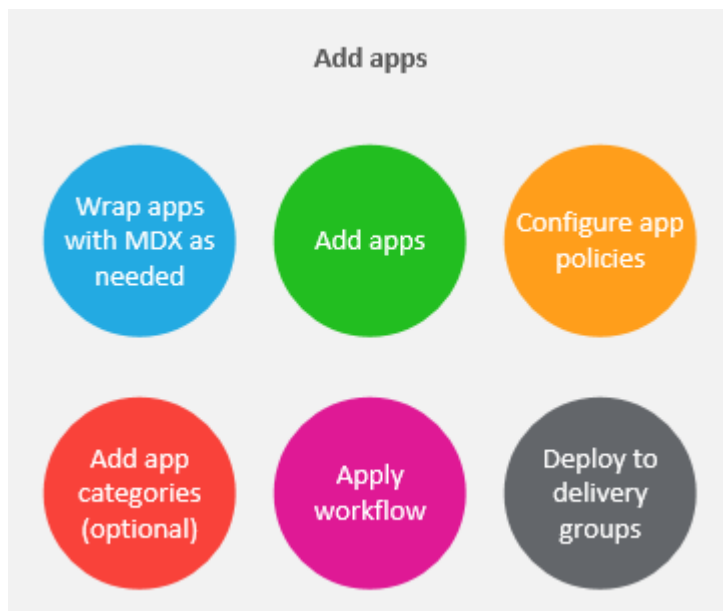 Add apps
Wrap apps
with MDX as
needed
Add apps
Configure app
policies
Add app
categories
(optional)
Apply
workflow
Deploy to
delivery
groups